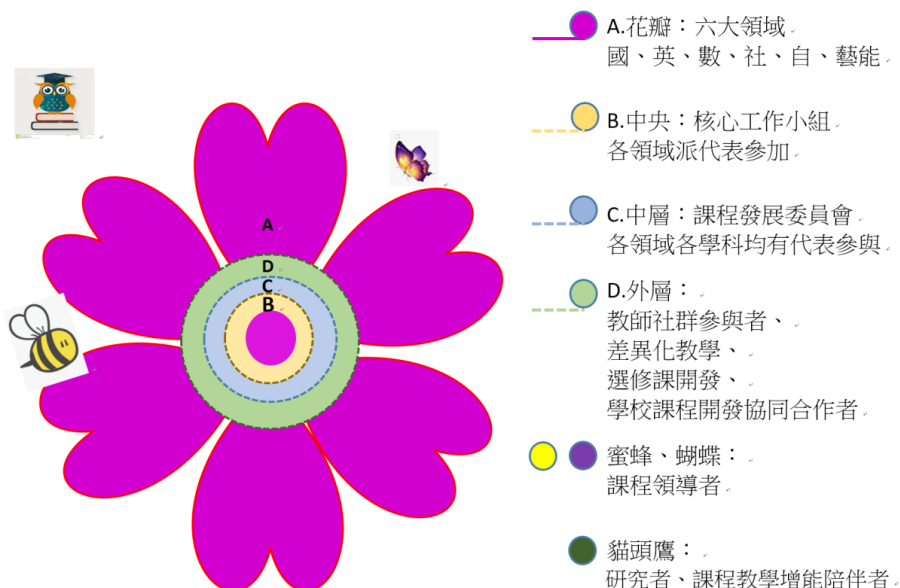 A
D
C
B
A.花瓣：六大領域
國、英、數、社、自、藝能
B.中央：核心工作小組
各領域派代表參加
C.中層：課程發展委員會
各領域各學科均有代表參與
D.外層：
教師社群參與者、
差異化教學、
選修課開發、
學校課程開發協同合作者
蜜蜂、蝴蝶：
課程領導者
貓頭鷹：
研究者、課程教學增能陪伴者